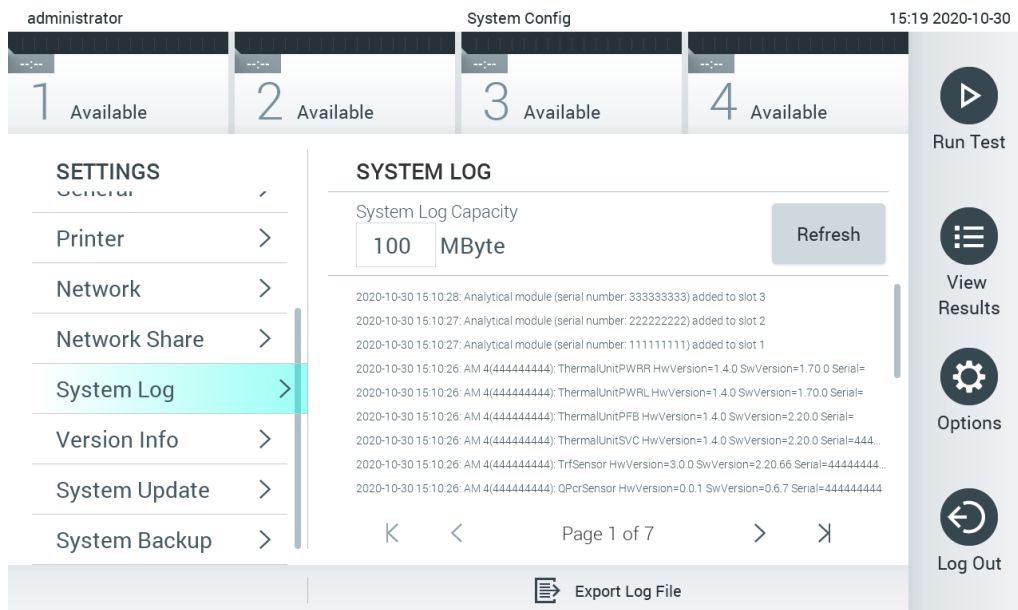 administrator
System Config
15:19 2020-10-30
--:--
1 Available
--:--
2 Available
--:--
3 Available
--:--
4 Available
Run Test
View
Results
Options
Log Out
SETTINGS
General
Printer
Network
Network Share
System Log
Version Info
System Update
System Backup
SYSTEM LOG
System Log Capacity
100 MByte
Refresh
2020-10-30 15:10:28: Analytical module (serial number: 333333333) added to slot 3
2020-10-30 15:10:27: Analytical module (serial number: 222222222) added to slot 2
2020-10-30 15:10:27: Analytical module (serial number: 111111111) added to slot 1
2020-10-30 15:10:26: AM 4(444444444): ThermalUnitPWRR HwVersion=1.4.0 SwVersion=1.70.0 Serial=
2020-10-30 15:10:26: AM 4(444444444): ThermalUnitPWRL HwVersion=1.4.0 SwVersion=1.70.0 Serial=
2020-10-30 15:10:26: AM 4(444444444): ThermalUnitPFB HwVersion=1.4.0 SwVersion=2.20.0 Serial=
2020-10-30 15:10:26: AM 4(444444444): ThermalUnitSVC HwVersion=1.4.0 SwVersion=2.20.0 Serial=444...
2020-10-30 15:10:26: AM 4(444444444): TrfSensor HwVersion=3.0.0 SwVersion=2.20.66 Serial=44444444...
2020-10-30 15:10:26: AM 4(444444444): QPcrSensor HwVersion=0.0.1 SwVersion=0.6.7 Serial=444444444
Page 1 of 7
Export Log File